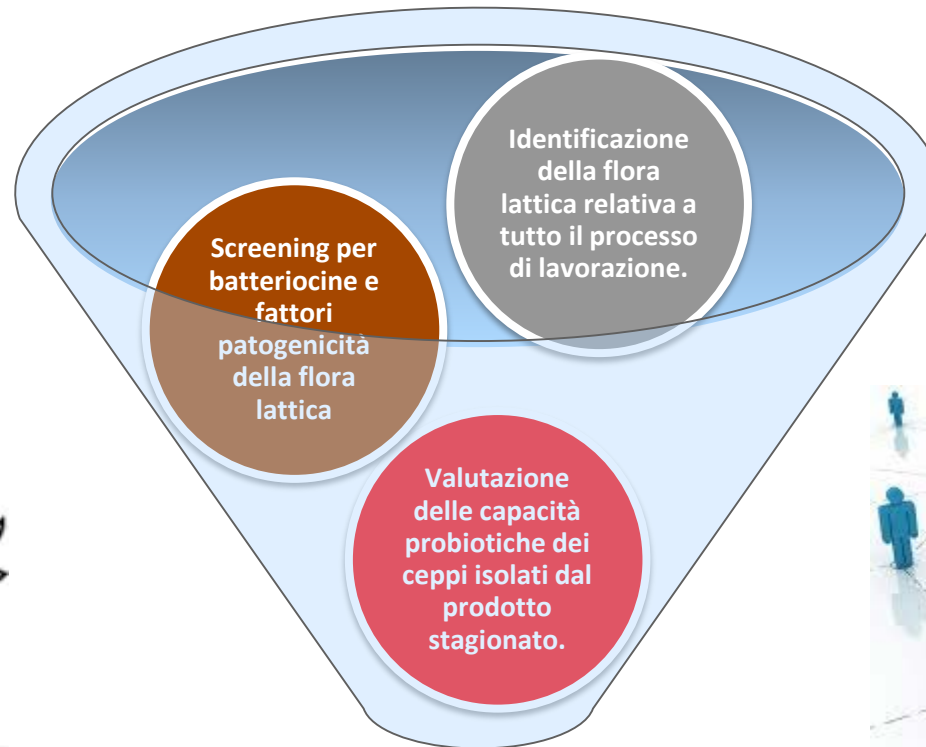 Identificazione
della flora
lattica relativa a
tutto il processo
di lavorazione.
Screening per
batteriocine e
fattori
patogenicità
della flora
lattica
Valutazione
delle capacità
probiotiche dei
ceppi isolati dal
prodotto
stagionato.